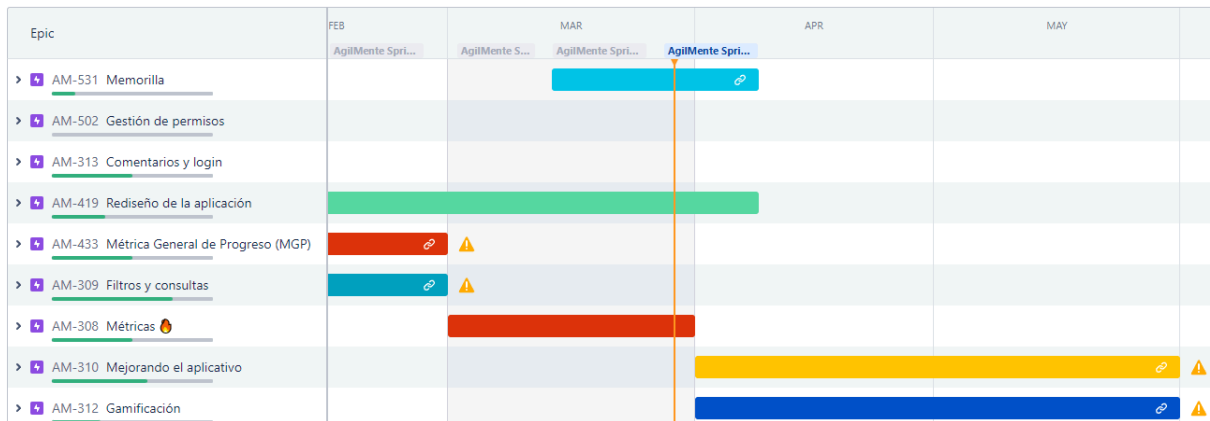 Epic
FEB
MAR
APR
MAY
AgilMente Spri...
AgilMente S...
AgilMente Spri...
AgilMente Spri...
AM-531 Memorilla
AM-502 Gestión de permisos
AM-313 Comentarios y login
AM-419 Rediseño de la aplicación
AM-433 Métrica General de Progreso (MGP)
AM-309 Filtros y consultas
AM-308 Métricas 🔥
AM-310 Mejorando el aplicativo
AM-312 Gamificación